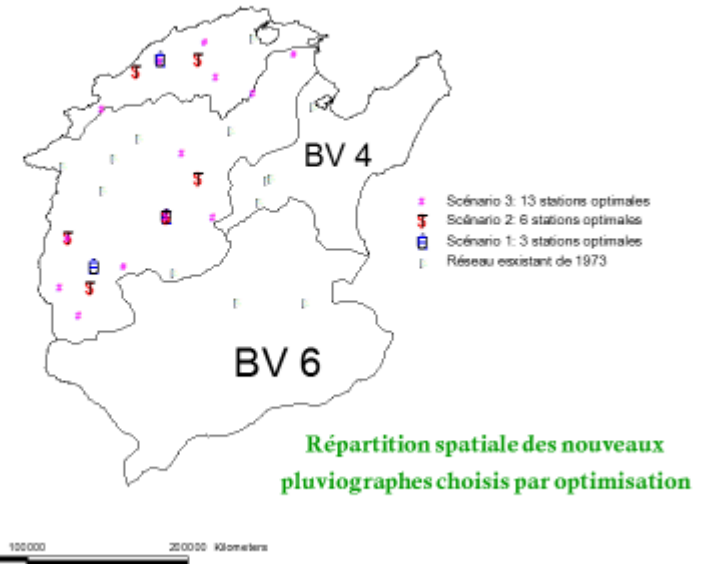 BV 4
Scénario 3: 13 stations optimales
Scénario 2: 6 stations optimales
Scénario 1: 3 stations optimales
Réseau esxistant de 1973
BV 6
Répartition spatiale des nouveaux
pluviographes choisis par optimisation
100000 200000 Kilometers